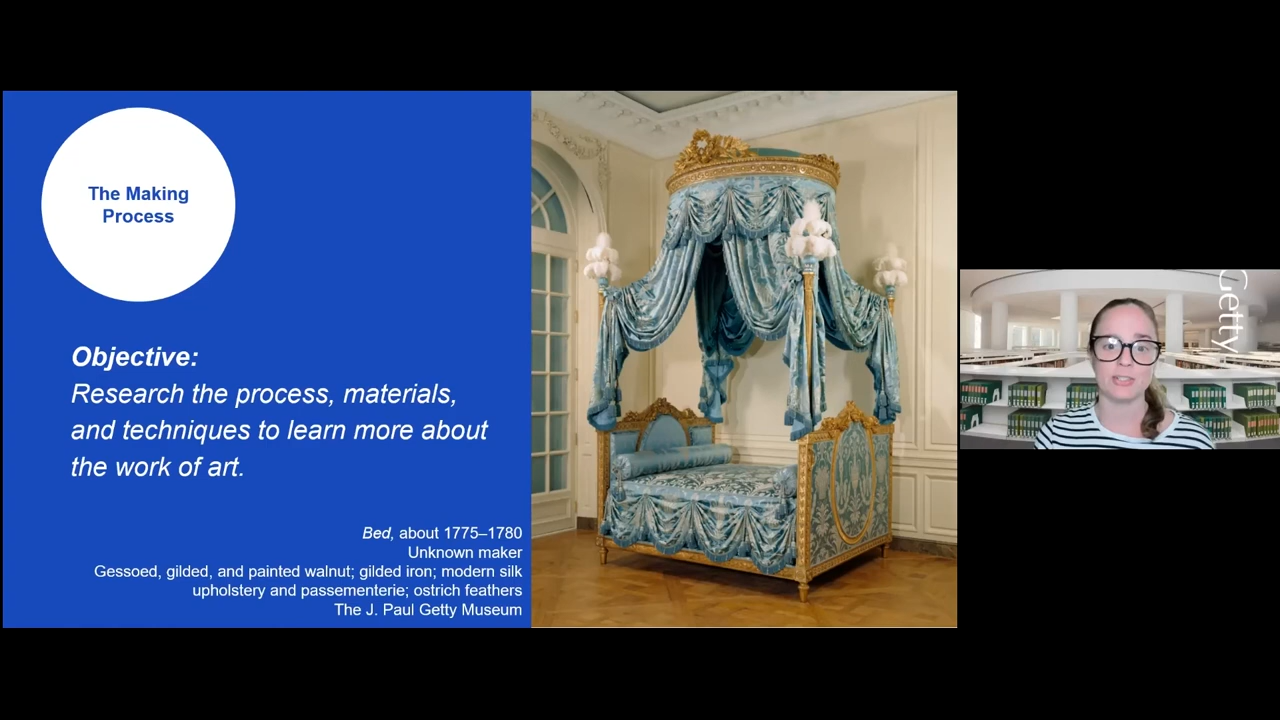 The Making
Process
Objective:
Research the process, materials,
and techniques to learn more about
the work of art.
Bed, about 1775–1780
Unknown maker
Gessoed, gilded, and painted walnut; gilded iron; modern silk
upholstery and passementerie; ostrich feathers
The J. Paul Getty Museum
Getty